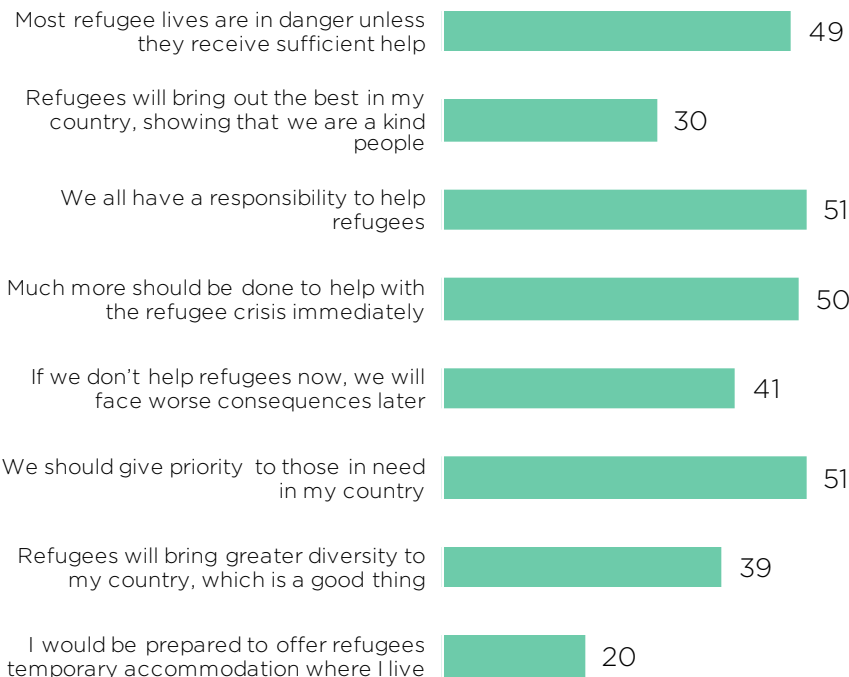 Most refugee lives are in danger unless
they receive sufficient help
49
Refugees will bring out the best in my
country, showing that we are a kind
people
30
We all have a responsibility to help
refugees
51
Much more should be done to help with
the refugee crisis immediately
50
If we don’t help refugees now, we will
face worse consequences later
41
We should give priority to those in need
in my country
51
Refugees will bring greater diversity to
my country, which is a good thing
39
I would be prepared to offer refugees
temporary accommodation where I live
20